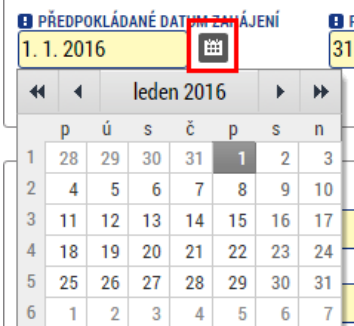 PŘEDPOKLÁDANÉ DATUM ZAHÁJENÍ
1. 1. 2016
31
leden 2016
p ú s č p s n
1 28 29 30 31 1 2 3
2 4 5 6 7 8 9 10
3 11 12 13 14 15 16 17
4 18 19 20 21 22 23 24
5 25 26 27 28 29 30 31
6 1 2 3 4 5 6 7